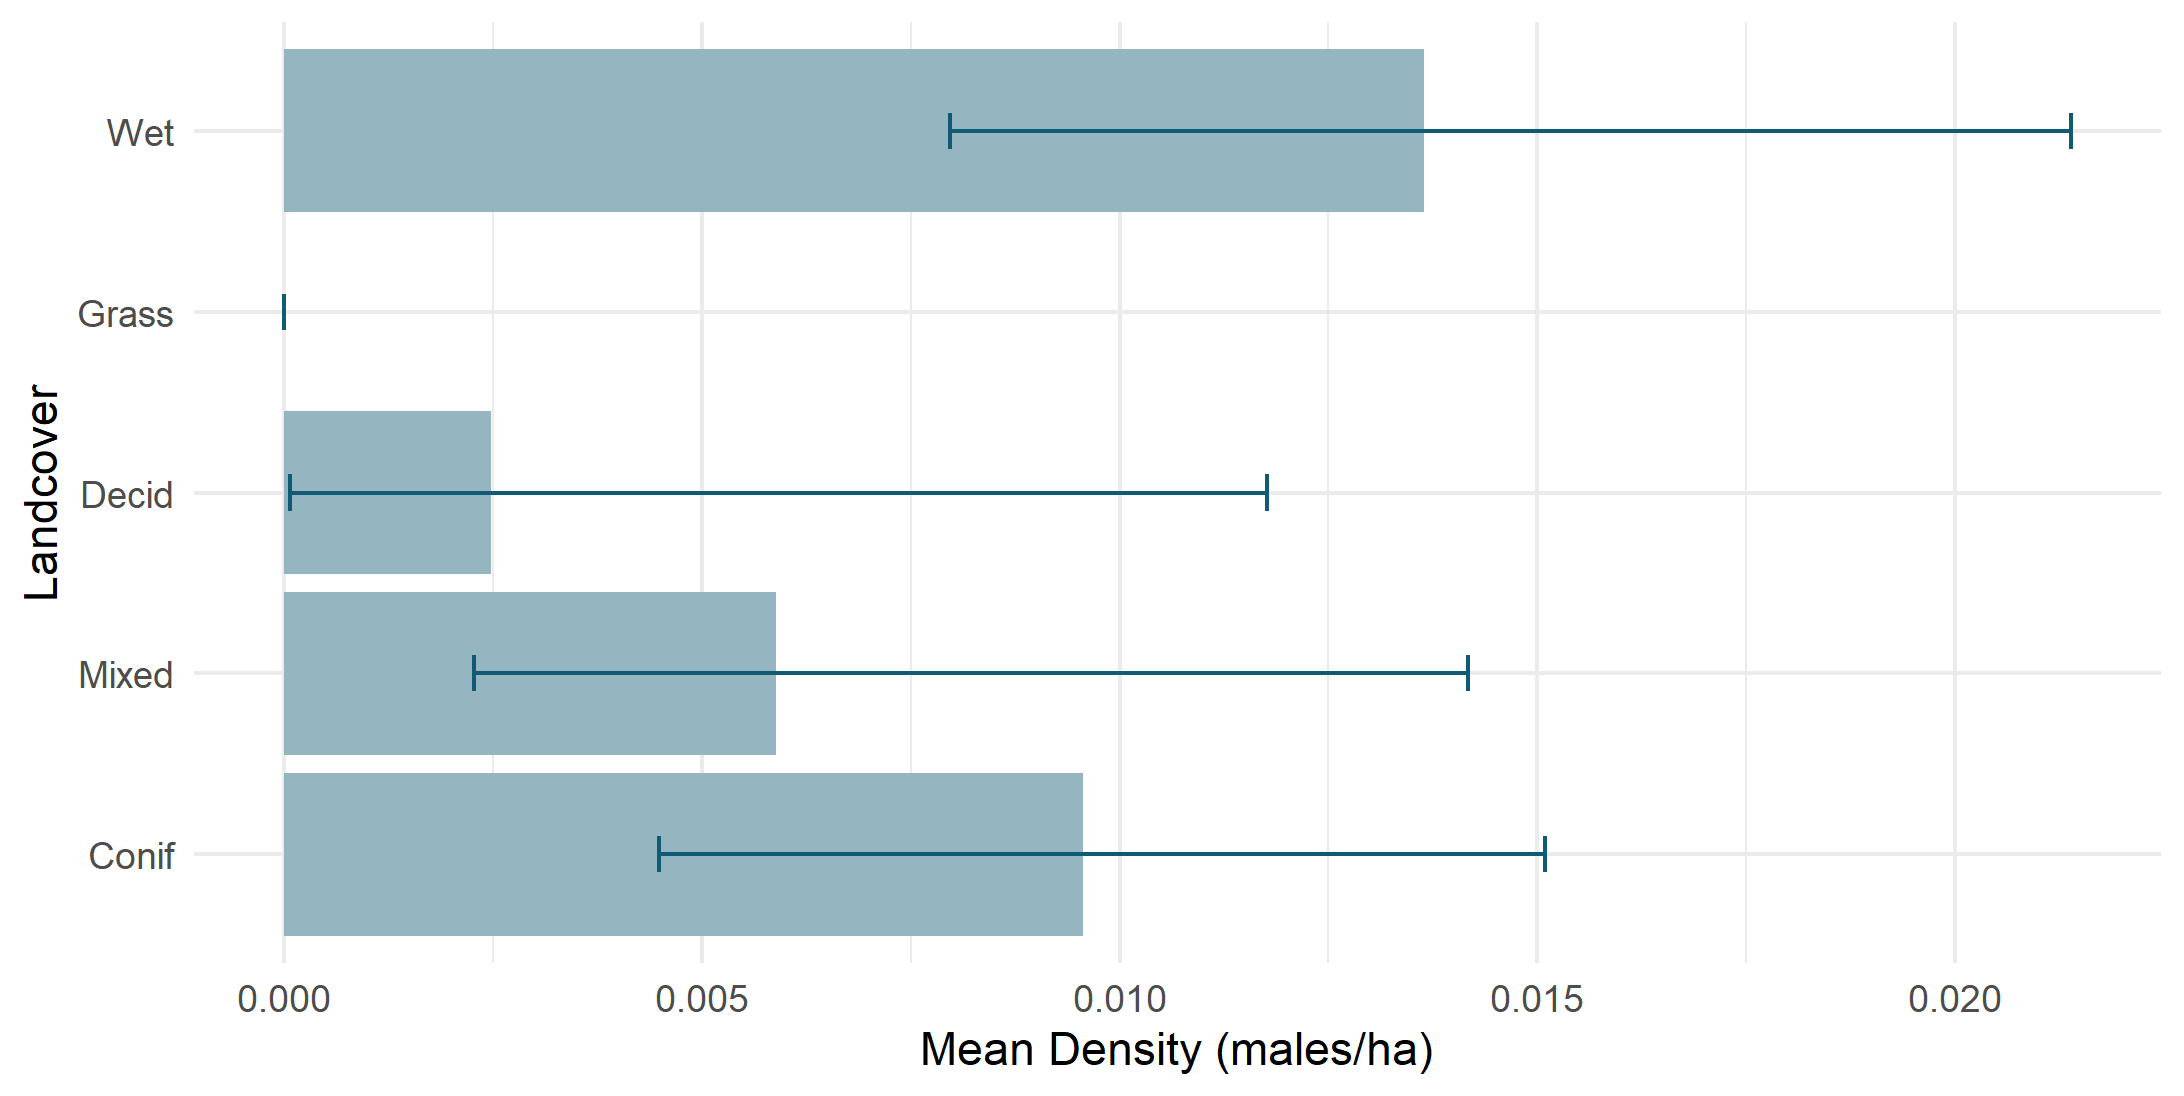 Wet
Grass
Decid
Mixed
Conif
Landcover
0.000 0.005 0.010 0.015 0.020
Mean Density (males/ha)